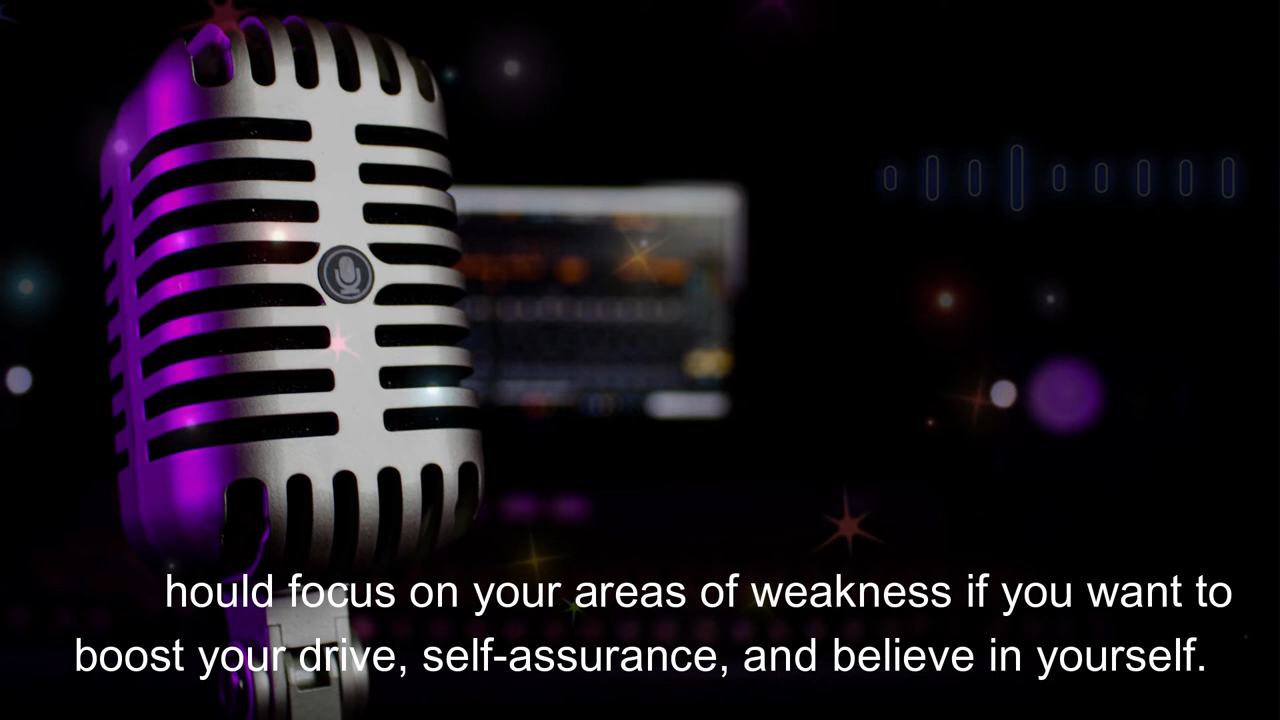 hould focus on your areas of weakness if you want to
boost your drive, self-assurance, and believe in yourself.